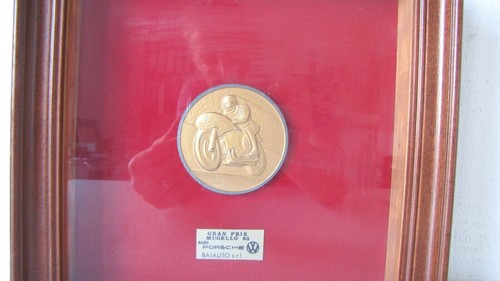 GRAN PRIX
MUGELLO 83
AUDI
PORSCHE
BAIAUTO s.r.l